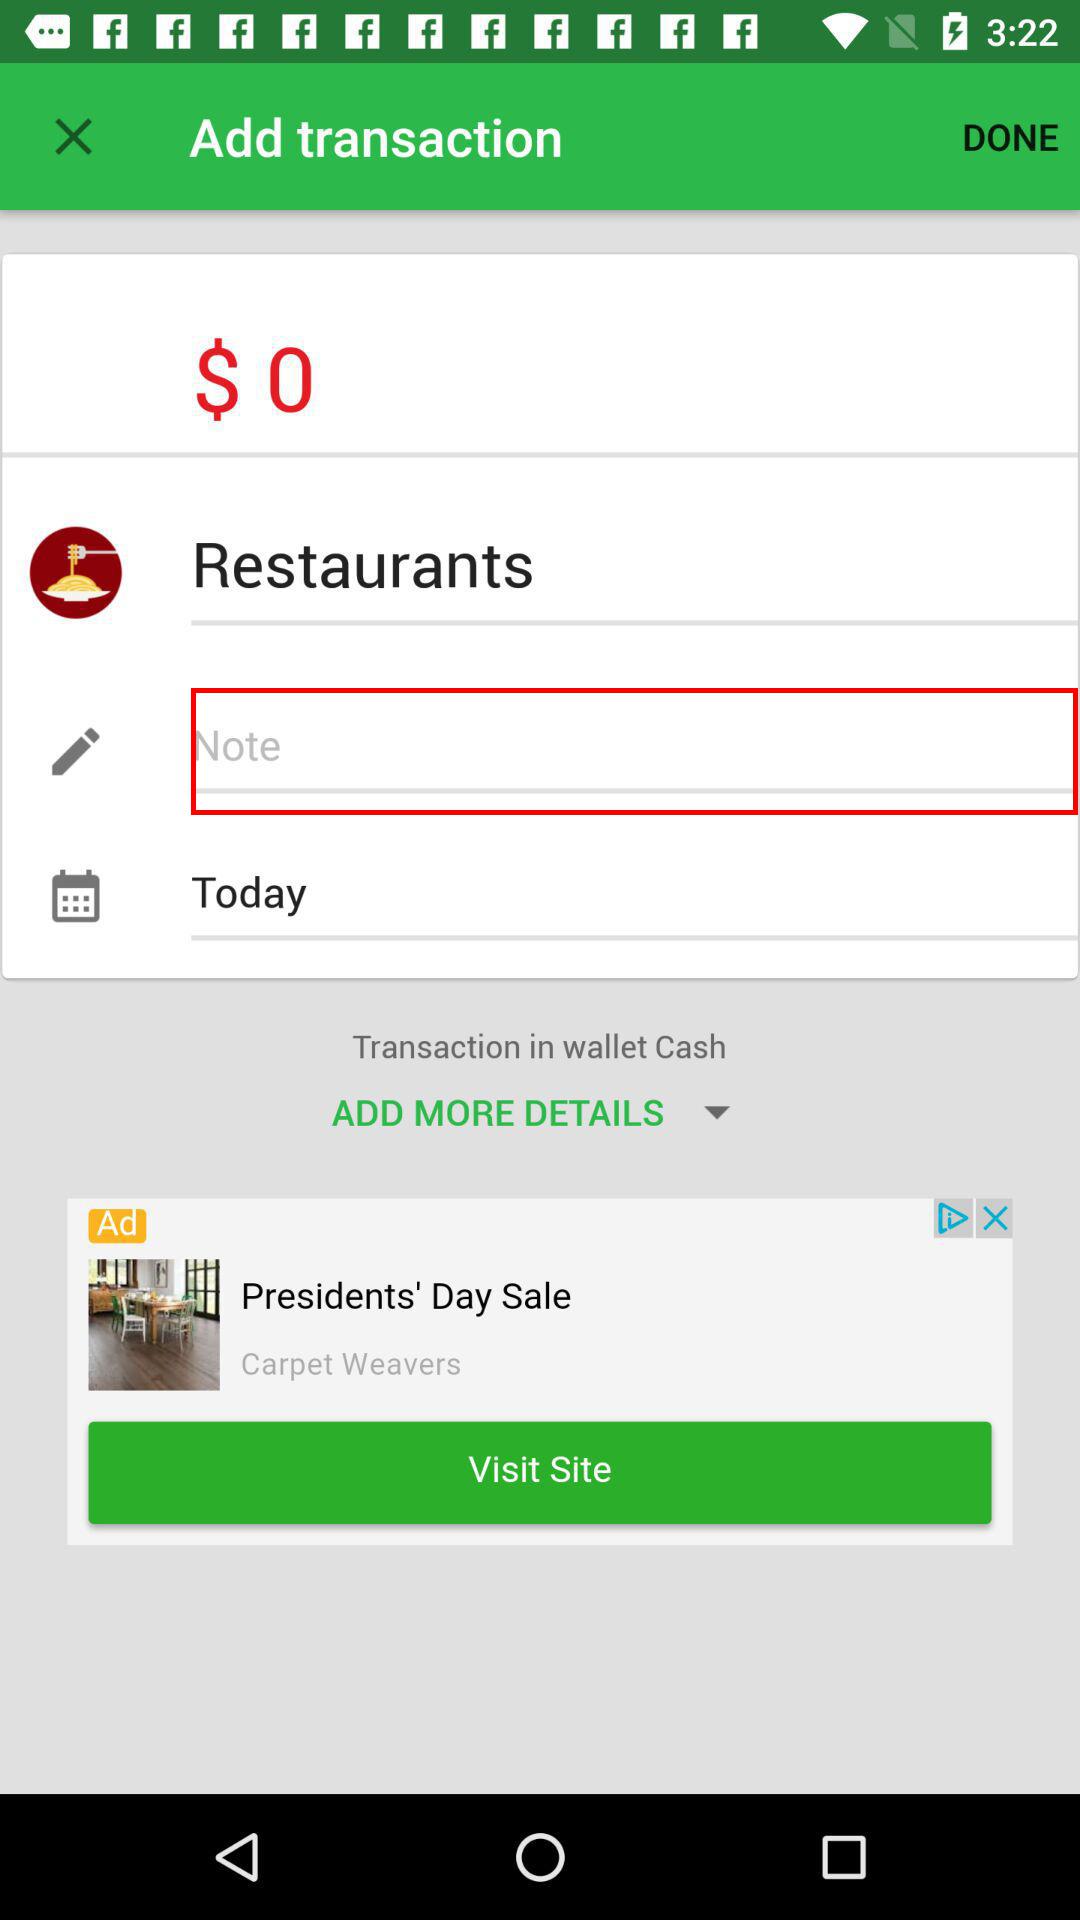 3:22
Add transaction
DONE
$ 0
Restaurants
Note
Today
Transaction in wallet Cash
ADD MORE DETAILS
Ad
Presidents' Day Sale
Carpet Weavers
Visit Site